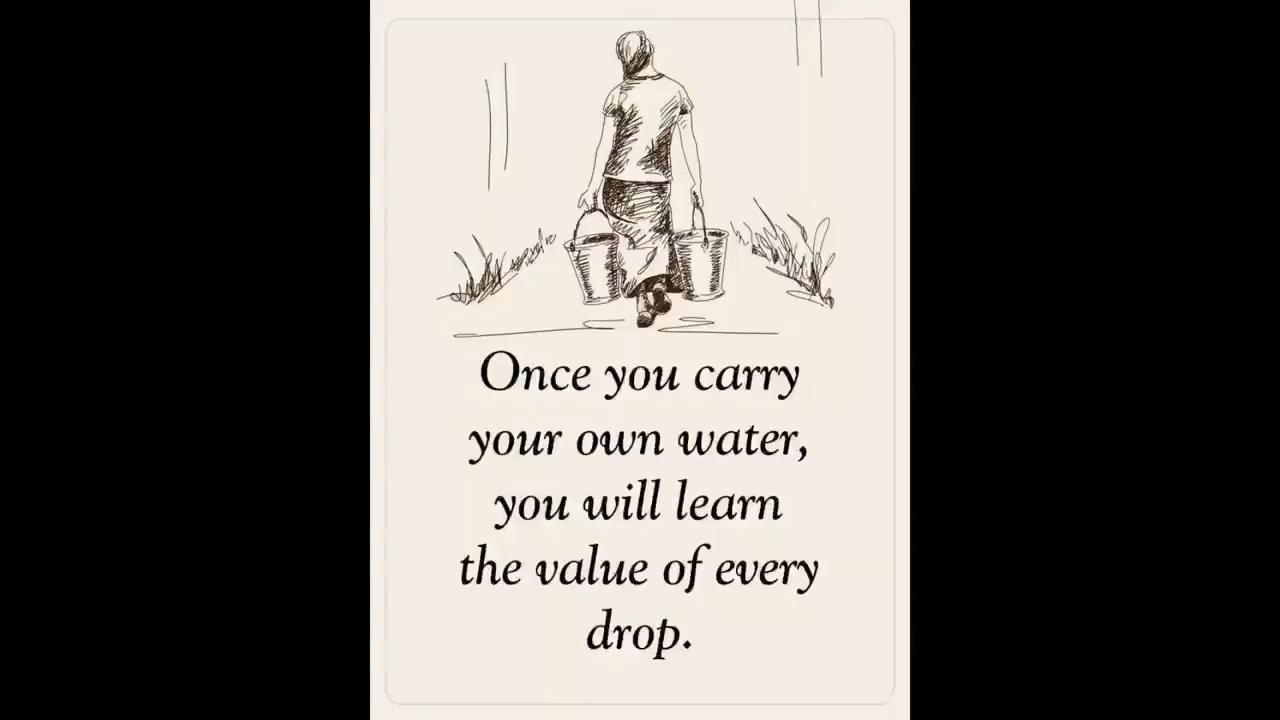 Once you carry
your own water,
you will learn
the value of every
drop.